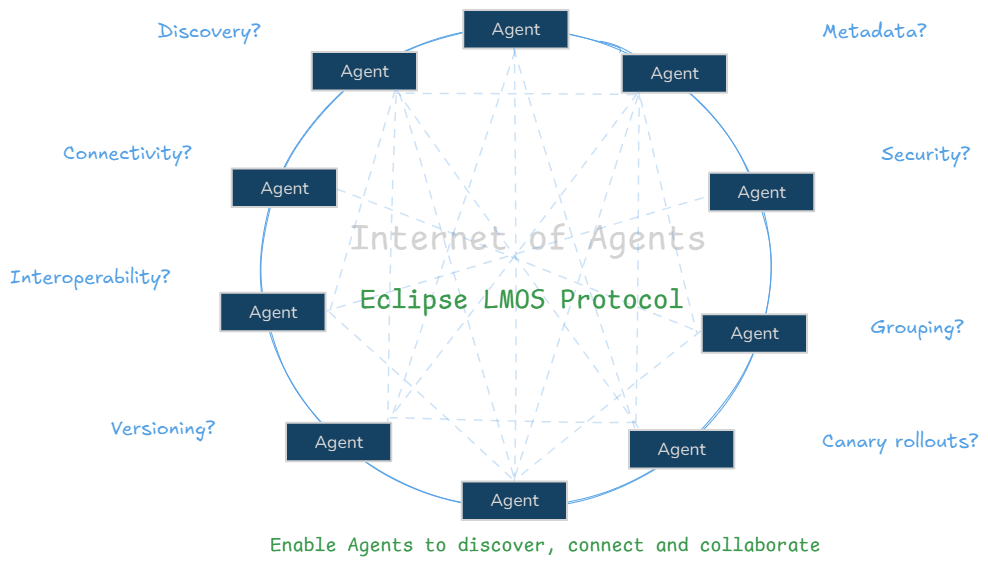 Discovery?
Agent
Metadata?
Agent
Agent
Connectivity?
Security?
Agent
Agent
Internet of Agents
Interoperability?
Eclipse LMOS Protocol
Agent
Grouping?
Agent
Versioning?
Agent
Canary rollouts?
Agent
Agent
Enable Agents to discover, connect and collaborate